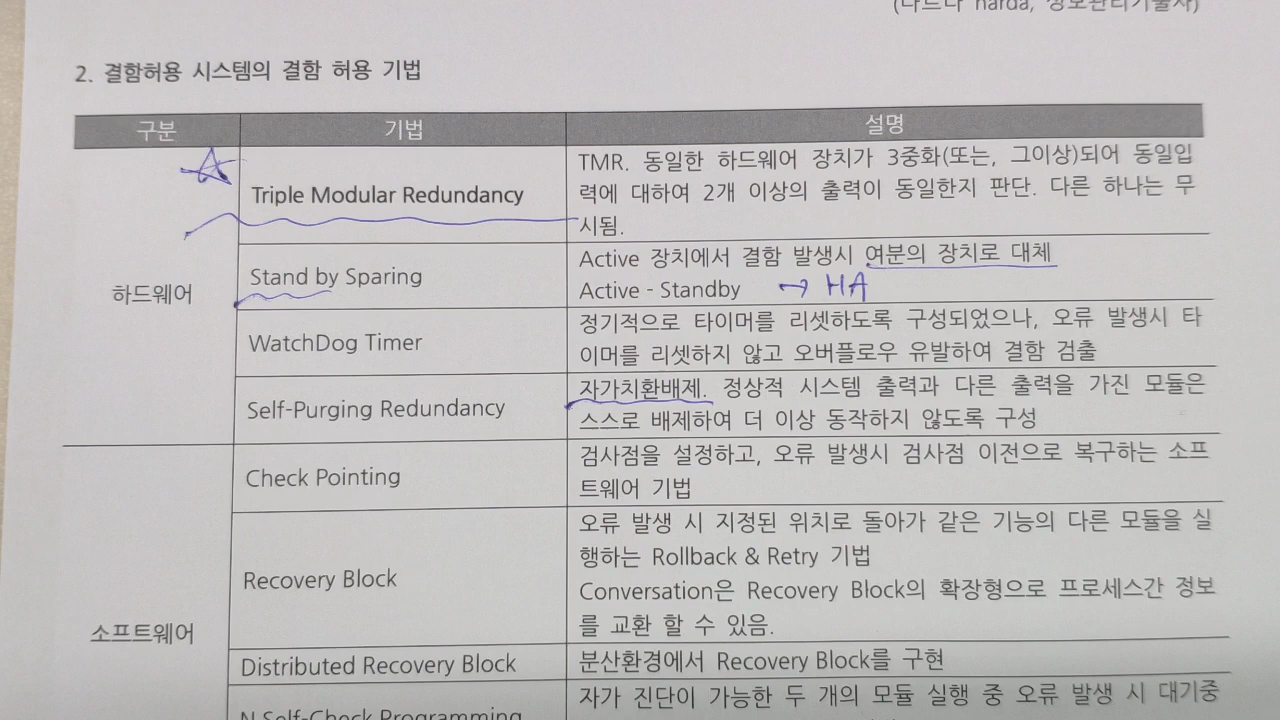 (나르다 narda, 정보관리기술사)
2. 결함허용 시스템의 결함 허용 기법
구분 기법 설명
하드웨어
Triple Modular Redundancy
TMR. 동일한 하드웨어 장치가 3중화(또는, 그이상)되어 동일입
력에 대하여 2개 이상의 출력이 동일한지 판단. 다른 하나는 무
시됨.
Stand by Sparing
Active 장치에서 결함 발생시 여분의 장치로 대체
Active - Standby → HA
WatchDog Timer
정기적으로 타이머를 리셋하도록 구성되었으나, 오류 발생시 타
이머를 리셋하지 않고 오버플로우 유발하여 결함 검출
Self-Purging Redundancy
자가치환배제. 정상적 시스템 출력과 다른 출력을 가진 모듈은
스스로 배제하여 더 이상 동작하지 않도록 구성
소프트웨어
Check Pointing
검사점을 설정하고, 오류 발생시 검사점 이전으로 복구하는 소프
트웨어 기법
Recovery Block
오류 발생 시 지정된 위치로 돌아가 같은 기능의 다른 모듈을 실
행하는 Rollback & Retry 기법
Conversation은 Recovery Block의 확장형으로 프로세스간 정보
를 교환 할 수 있음.
Distributed Recovery Block
분산환경에서 Recovery Block를 구현
N Self-Check Programming
자가 진단이 가능한 두 개의 모듈 실행 중 오류 발생 시 대기중